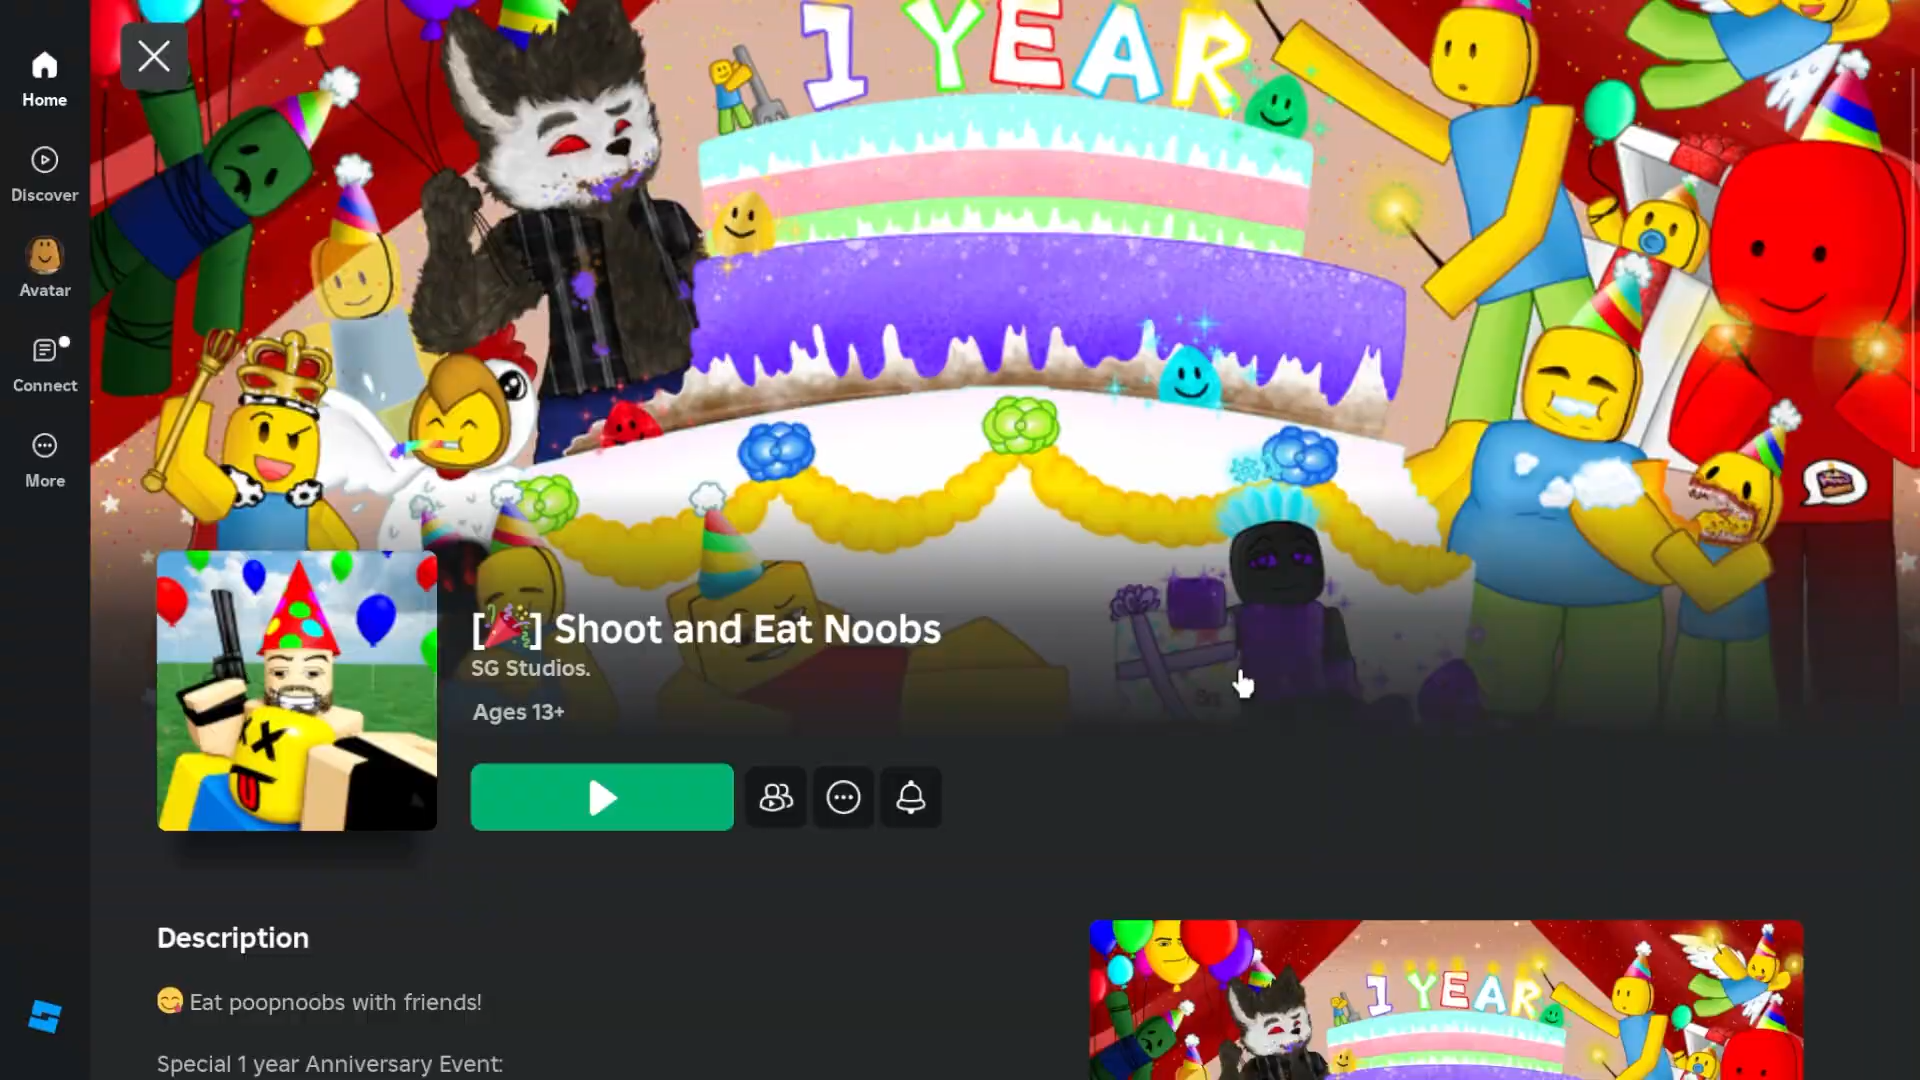 1 YEAR
Home
Discover
Avatar
Connect
More
[🎉] Shoot and Eat Noobs
SG Studios.
Ages 13+
Description
😋 Eat poopnoobs with friends!
Special 1 year Anniversary Event:
1 YEAR